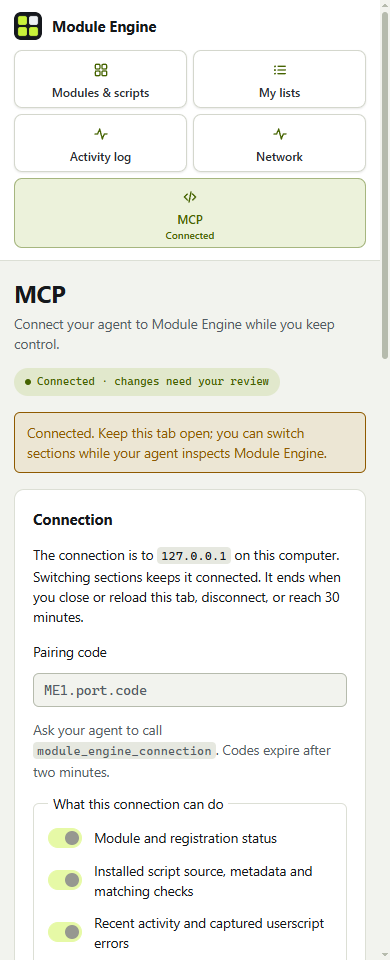 Module Engine
Modules & scripts
My lists
Activity log
Network
MCP
Connected
MCP
Connect your agent to Module Engine while you keep
control.
Connected · changes need your review
Connected. Keep this tab open; you can switch
sections while your agent inspects Module Engine.
Connection
The connection is to 127.0.0.1 on this computer.
Switching sections keeps it connected. It ends when
you close or reload this tab, disconnect, or reach 30
minutes.
Pairing code
ME1.port.code
Ask your agent to call
module_engine_connection. Codes expire after
two minutes.
What this connection can do
Module and registration status
Installed script source, metadata and
matching checks
Recent activity and captured userscript
errors